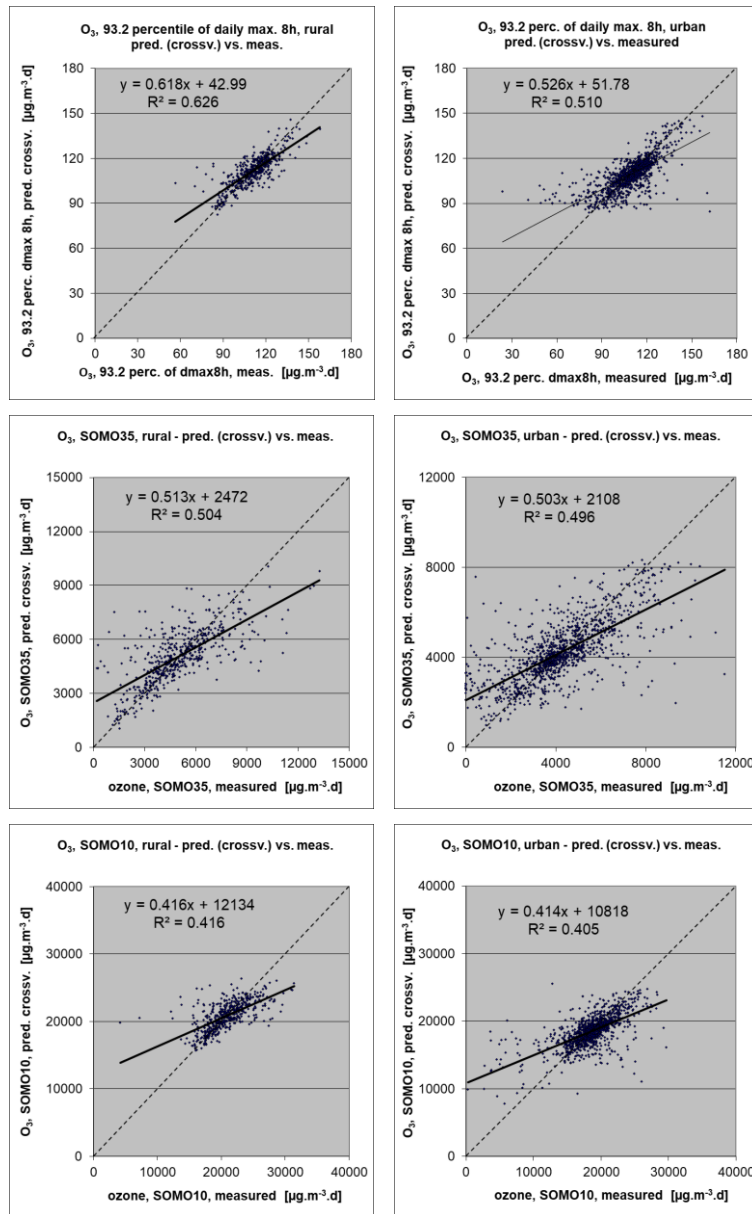 O₃, 93.2 percentile of daily max. 8h, rural
pred. (crossv.) vs. meas.
O₃, 93.2 perc. dmax 8h, pred. crossv. [µg.m⁻³.d]
y = 0.618x + 42.99
R² = 0.626
180
150
120
90
60
30
0
0 30 60 90 120 150 180
O₃, 93.2 perc. of dmax8h, meas. [µg.m⁻³.d]
O₃, 93.2 perc. of daily max. 8h, urban
pred. (crossv.) vs. measured
O₃, 93.2 perc. dmax 8h, pred. crossv. [µg.m⁻³.d]
y = 0.526x + 51.78
R² = 0.510
180
150
120
90
60
30
0
0 30 60 90 120 150 180
O₃, 93.2 perc. dmax8h, measured [µg.m⁻³.d]
O₃, SOMO35, rural - pred. (crossv.) vs. meas.
O₃, SOMO35, pred. crossv. [µg.m⁻³.d]
y = 0.513x + 2472
R² = 0.504
15000
12000
9000
6000
3000
0
0 3000 6000 9000 12000 15000
ozone, SOMO35, measured [µg.m⁻³.d]
O₃, SOMO35, urban - pred. (crossv.) vs. meas.
O₃, SOMO35, pred. crossv. [µg.m⁻³.d]
y = 0.503x + 2108
R² = 0.496
12000
8000
4000
0
0 4000 8000 12000
ozone, SOMO35, measured [µg.m⁻³.d]
O₃, SOMO10, rural - pred. (crossv.) vs. meas.
O₃, SOMO10, pred. crossv. [µg.m⁻³.d]
y = 0.416x + 12134
R² = 0.416
40000
30000
20000
10000
0
0 10000 20000 30000 40000
ozone, SOMO10, measured [µg.m⁻³.d]
O₃, SOMO10, urban - pred. (crossv.) vs. meas.
O₃, SOMO10, pred. crossv. [µg.m⁻³.d]
y = 0.414x + 10818
R² = 0.405
40000
30000
20000
10000
0
0 10000 20000 30000 40000
ozone, SOMO10, measured [µg.m⁻³.d]